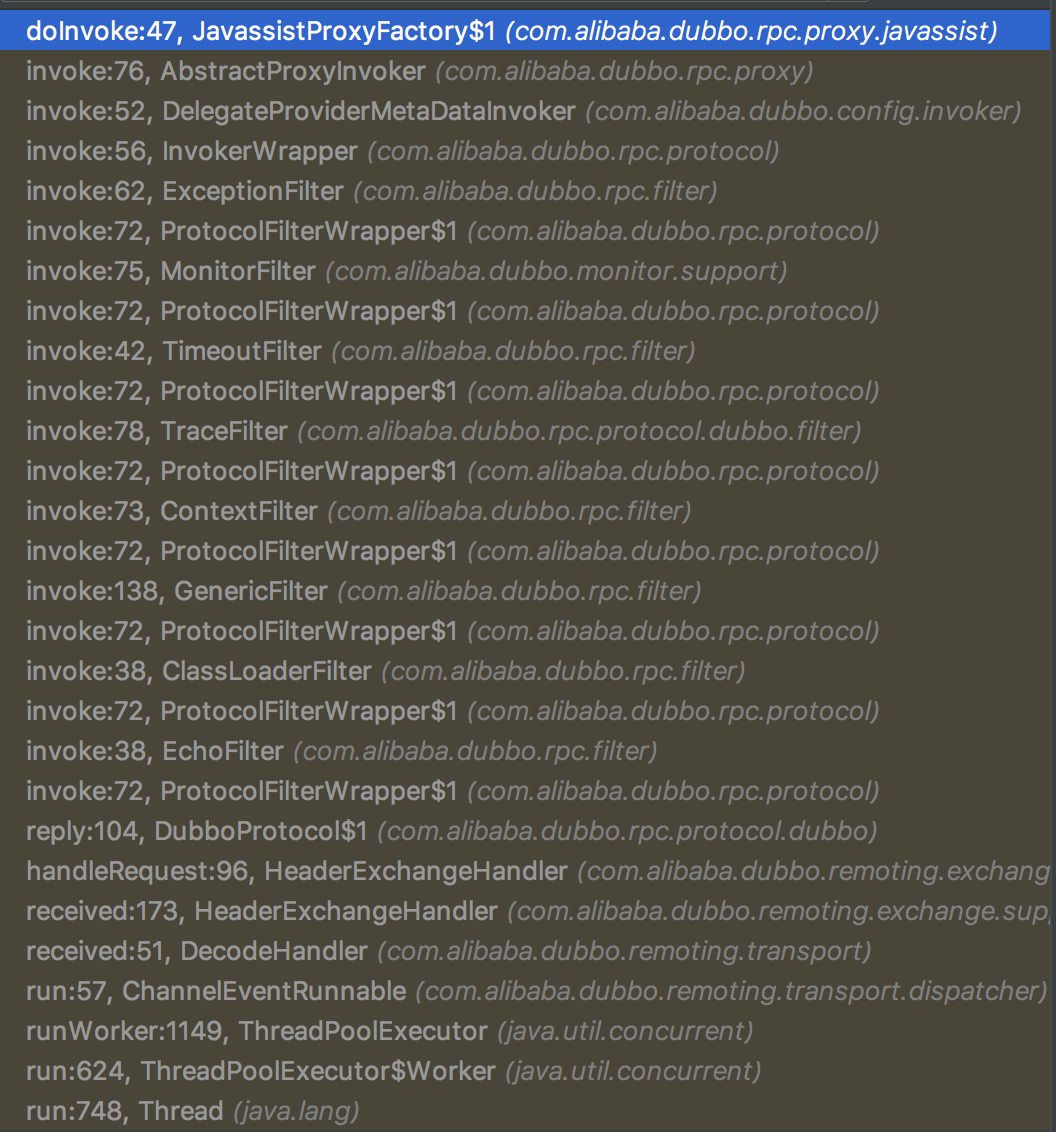 doInvoke:47, JavassistProxyFactory$1 (com.alibaba.dubbo.rpc.proxy.javassist)
invoke:76, AbstractProxyInvoker (com.alibaba.dubbo.rpc.proxy)
invoke:52, DelegateProviderMetaDataInvoker (com.alibaba.dubbo.config.invoker)
invoke:56, InvokerWrapper (com.alibaba.dubbo.rpc.protocol)
invoke:62, ExceptionFilter (com.alibaba.dubbo.rpc.filter)
invoke:72, ProtocolFilterWrapper$1 (com.alibaba.dubbo.rpc.protocol)
invoke:75, MonitorFilter (com.alibaba.dubbo.monitor.support)
invoke:72, ProtocolFilterWrapper$1 (com.alibaba.dubbo.rpc.protocol)
invoke:42, TimeoutFilter (com.alibaba.dubbo.rpc.filter)
invoke:72, ProtocolFilterWrapper$1 (com.alibaba.dubbo.rpc.protocol)
invoke:78, TraceFilter (com.alibaba.dubbo.rpc.protocol.dubbo.filter)
invoke:72, ProtocolFilterWrapper$1 (com.alibaba.dubbo.rpc.protocol)
invoke:73, ContextFilter (com.alibaba.dubbo.rpc.filter)
invoke:72, ProtocolFilterWrapper$1 (com.alibaba.dubbo.rpc.protocol)
invoke:138, GenericFilter (com.alibaba.dubbo.rpc.filter)
invoke:72, ProtocolFilterWrapper$1 (com.alibaba.dubbo.rpc.protocol)
invoke:38, ClassLoaderFilter (com.alibaba.dubbo.rpc.filter)
invoke:72, ProtocolFilterWrapper$1 (com.alibaba.dubbo.rpc.protocol)
invoke:38, EchoFilter (com.alibaba.dubbo.rpc.filter)
invoke:72, ProtocolFilterWrapper$1 (com.alibaba.dubbo.rpc.protocol)
reply:104, DubboProtocol$1 (com.alibaba.dubbo.rpc.protocol.dubbo)
handleRequest:96, HeaderExchangeHandler (com.alibaba.dubbo.remoting.exchang
received:173, HeaderExchangeHandler (com.alibaba.dubbo.remoting.exchange.sup
received:51, DecodeHandler (com.alibaba.dubbo.remoting.transport)
run:57, ChannelEventRunnable (com.alibaba.dubbo.remoting.transport.dispatcher)
runWorker:1149, ThreadPoolExecutor (java.util.concurrent)
run:624, ThreadPoolExecutor$Worker (java.util.concurrent)
run:748, Thread (java.lang)